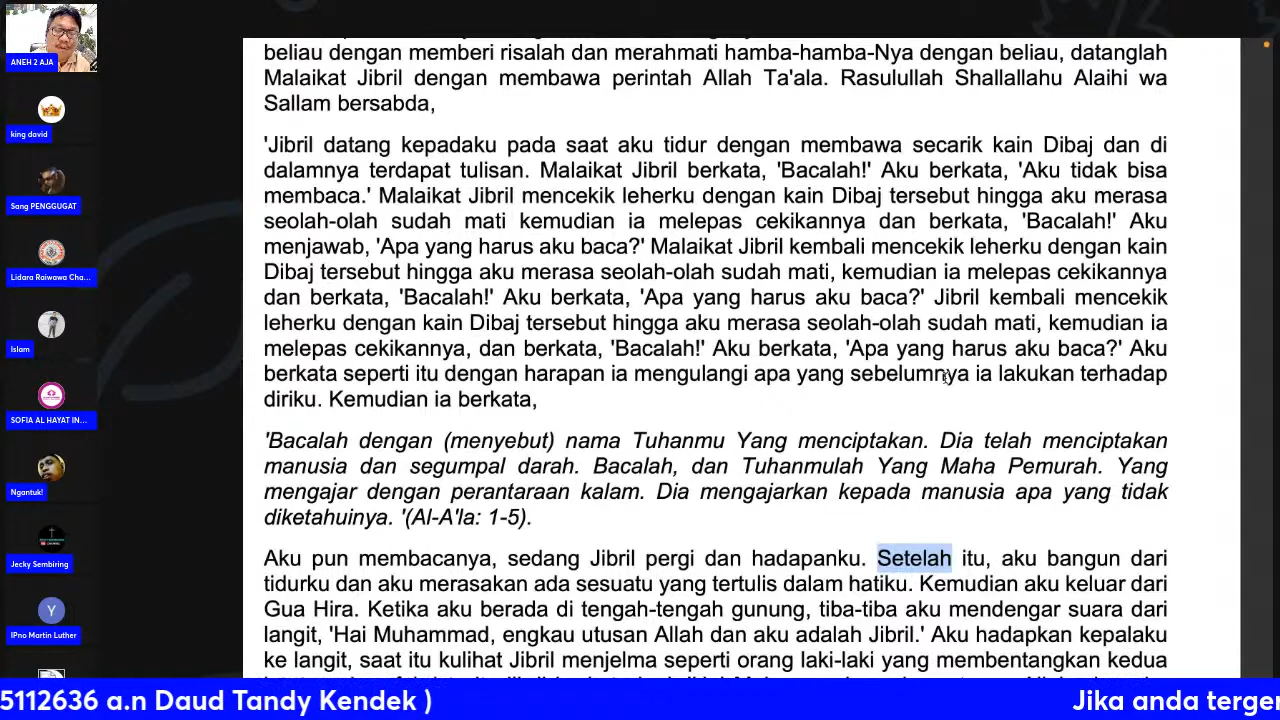 ANEH 2 AJA
king david
Sang PENGGUGAT
Lidara Raiwawa Cha...
Islam
SOFIA AL HAYAT IN...
Ngantuk!
Jecky Sembiring
Y
IPno Martin Luther
beliau dengan memberi risalah dan merahmati hamba-hamba-Nya dengan beliau, datanglah
Malaikat Jibril dengan membawa perintah Allah Ta'ala. Rasulullah Shallallahu Alaihi wa
Sallam bersabda,
'Jibril datang kepadaku pada saat aku tidur dengan membawa secarik kain Dibaj dan di
dalamnya terdapat tulisan. Malaikat Jibril berkata, 'Bacalah!' Aku berkata, 'Aku tidak bisa
membaca.' Malaikat Jibril mencekik leherku dengan kain Dibaj tersebut hingga aku merasa
seolah-olah sudah mati kemudian ia melepas cekikannya dan berkata, 'Bacalah!' Aku
menjawab, 'Apa yang harus aku baca?' Malaikat Jibril kembali mencekik leherku dengan kain
Dibaj tersebut hingga aku merasa seolah-olah sudah mati, kemudian ia melepas cekikannya
dan berkata, 'Bacalah!' Aku berkata, 'Apa yang harus aku baca?' Jibril kembali mencekik
leherku dengan kain Dibaj tersebut hingga aku merasa seolah-olah sudah mati, kemudian ia
melepas cekikannya, dan berkata, 'Bacalah!' Aku berkata, 'Apa yang harus aku baca?' Aku
berkata seperti itu dengan harapan ia mengulangi apa yang sebelumnya ia lakukan terhadap
diriku. Kemudian ia berkata,
'Bacalah dengan (menyebut) nama Tuhanmu Yang menciptakan. Dia telah menciptakan
manusia dan segumpal darah. Bacalah, dan Tuhanmulah Yang Maha Pemurah. Yang
mengajar dengan perantaraan kalam. Dia mengajarkan kepada manusia apa yang tidak
diketahuinya. '(Al-A'la: 1-5).
Aku pun membacanya, sedang Jibril pergi dan hadapanku. Setelah itu, aku bangun dari
tidurku dan aku merasakan ada sesuatu yang tertulis dalam hatiku. Kemudian aku keluar dari
Gua Hira. Ketika aku berada di tengah-tengah gunung, tiba-tiba aku mendengar suara dari
langit, 'Hai Muhammad, engkau utusan Allah dan aku adalah Jibril.' Aku hadapkan kepalaku
ke langit, saat itu kulihat Jibril menjelma seperti orang laki-laki yang membentangkan kedua
5112636 a.n Daud Tandy Kendek ) Jika anda terger